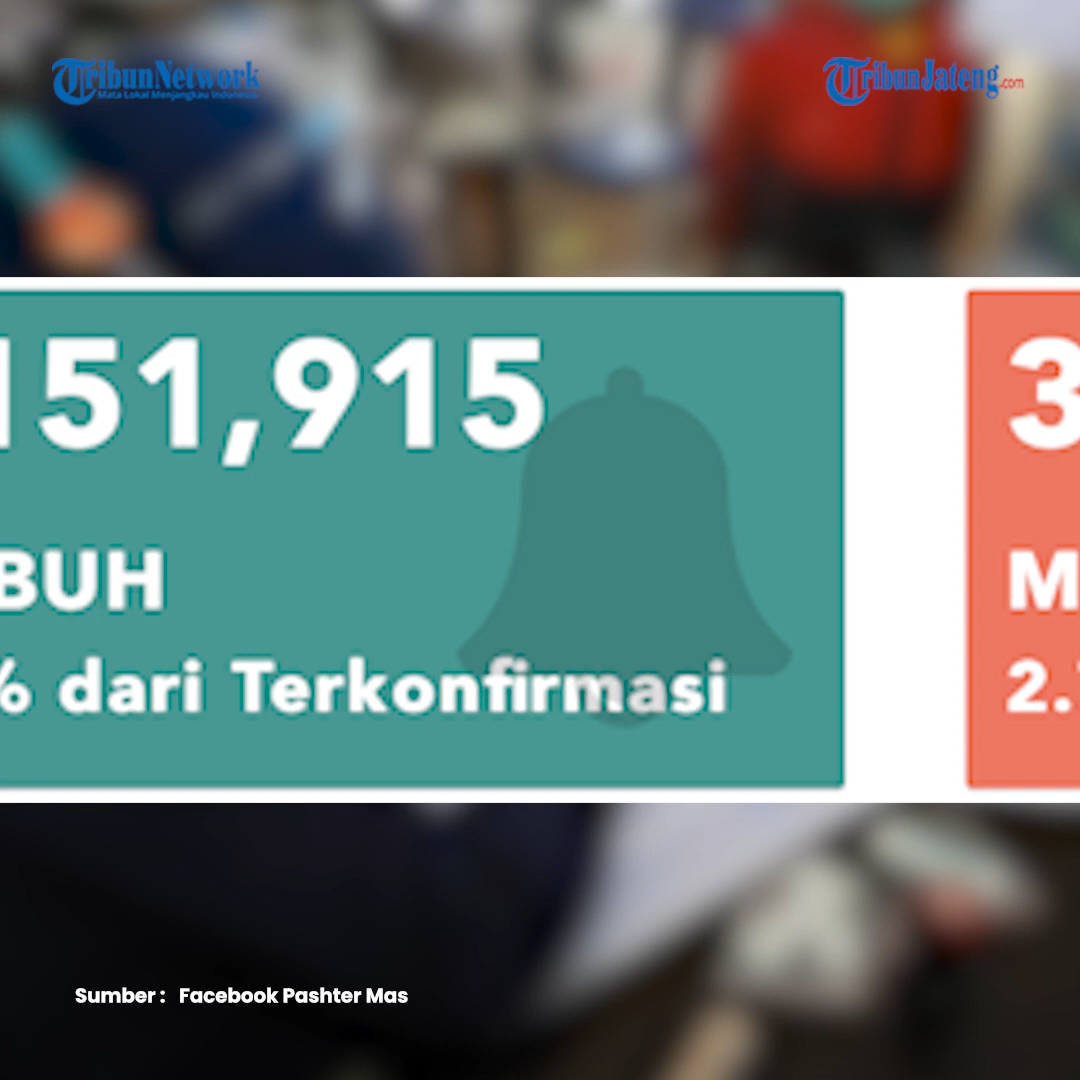 TribunNetwork
Mata Lokal Menjangkau Indonesia
TribunJateng.com
151,915
BUH
% dari Terkonfirmasi
3
M
2.
Sumber : Facebook Pashter Mas